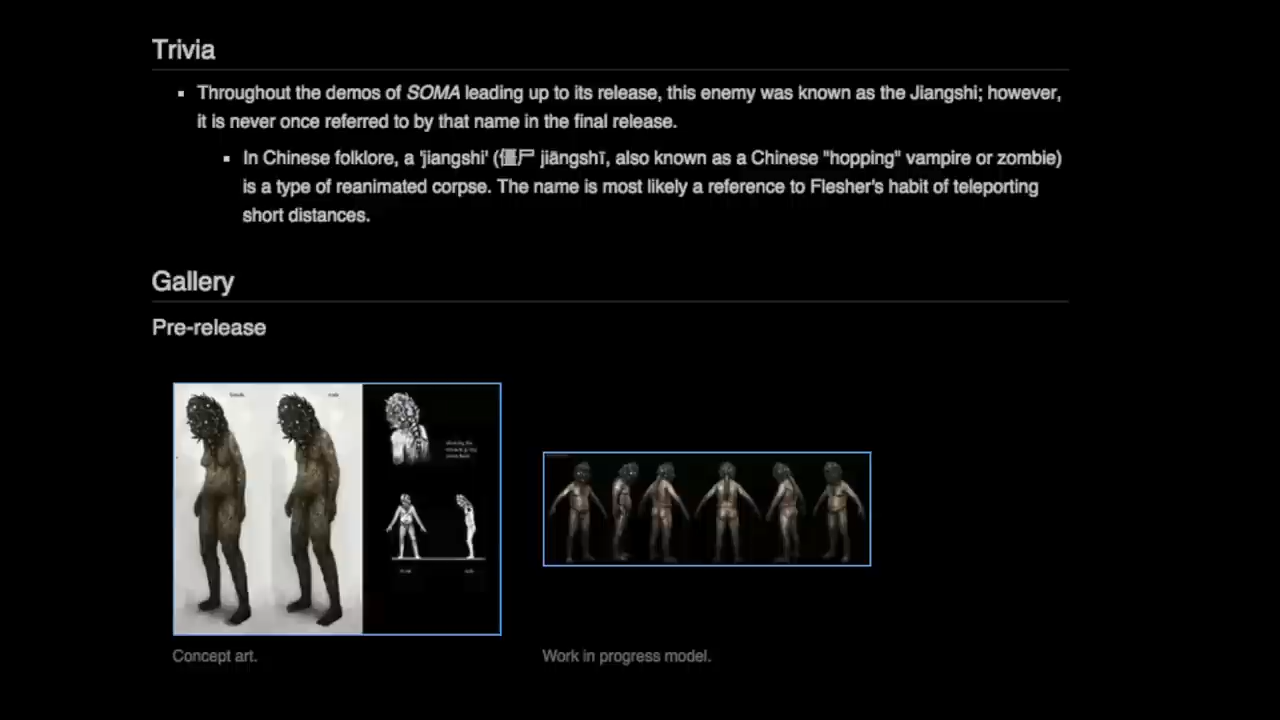 Trivia
Throughout the demos of SOMA leading up to its release, this enemy was known as the Jiangshi; however,
it is never once referred to by that name in the final release.
In Chinese folklore, a 'jiangshi' (僵尸 jiāngshī, also known as a Chinese "hopping" vampire or zombie)
is a type of reanimated corpse. The name is most likely a reference to Flesher's habit of teleporting
short distances.
Gallery
Pre-release
Concept art.
Work in progress model.